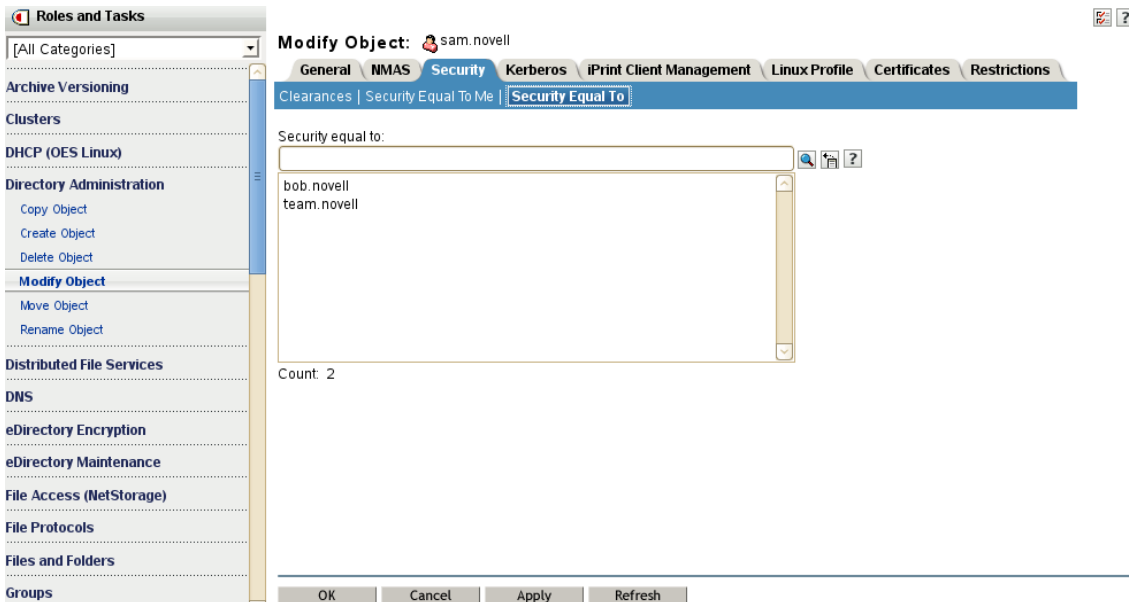 Roles and Tasks
[All Categories]
Archive Versioning
Clusters
DHCP (OES Linux)
Directory Administration
Copy Object
Create Object
Delete Object
Modify Object
Move Object
Rename Object
Distributed File Services
DNS
eDirectory Encryption
eDirectory Maintenance
File Access (NetStorage)
File Protocols
Files and Folders
Groups
?
Modify Object: sam.novell
General NMAS Security Kerberos iPrint Client Management Linux Profile Certificates Restrictions
Clearances | Security Equal To Me | Security Equal To
Security equal to:
?
bob.novell
team.novell
Count: 2
OK Cancel Apply Refresh